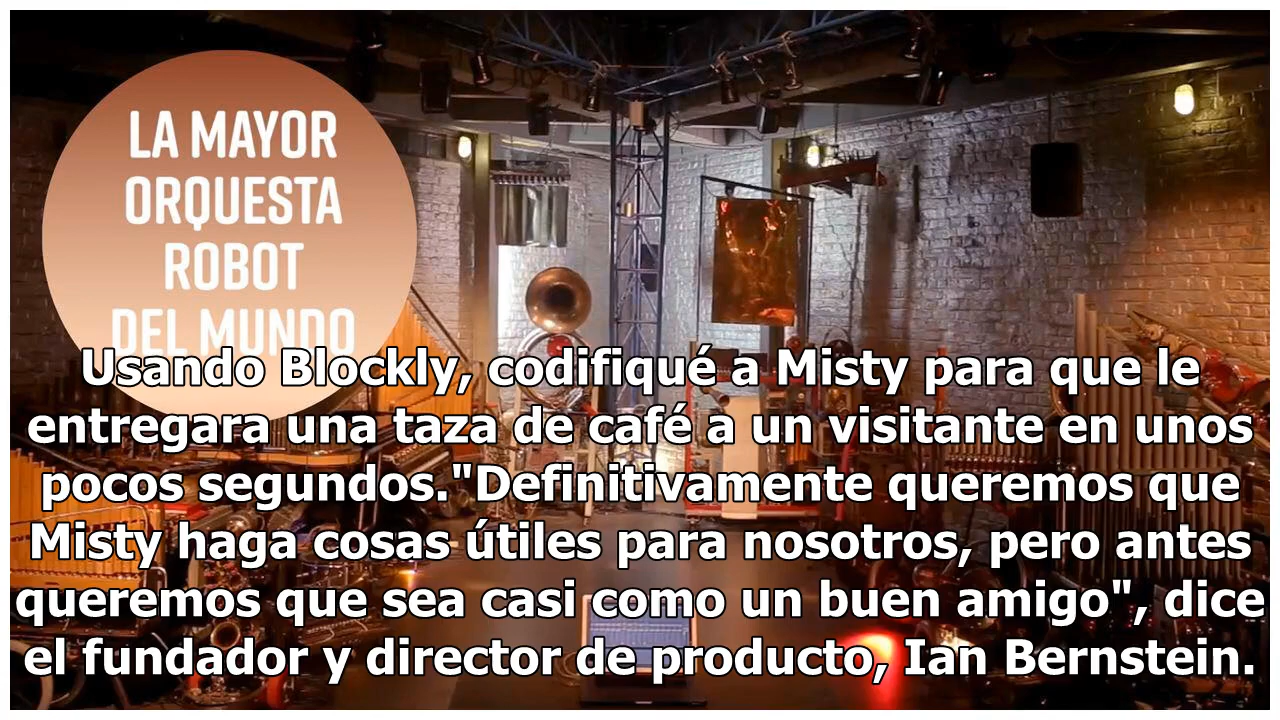 LA MAYOR
ORQUESTA
ROBOT
DEL MUNDO
Usando Blockly, codifiqué a Misty para que le
entregara una taza de café a un visitante en unos
pocos segundos."Definitivamente queremos que
Misty haga cosas útiles para nosotros, pero antes
queremos que sea casi como un buen amigo", dice
el fundador y director de producto, Ian Bernstein.